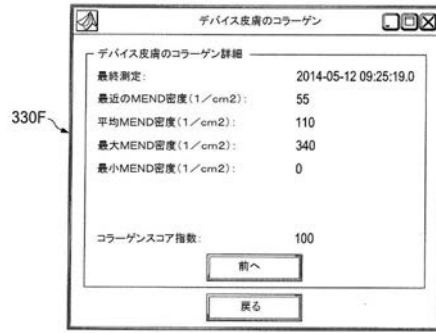 デバイス皮膚のコラーゲン
デバイス皮膚のコラーゲン詳細
最終測定: 2014-05-12 09:25:19.0
最近のMEND密度(1/cm2): 55
330F
平均MEND密度(1/cm2): 110
最大MEND密度(1/cm2): 340
最小MEND密度(1/cm2): 0
コラーゲンスコア指数: 100
前へ
戻る